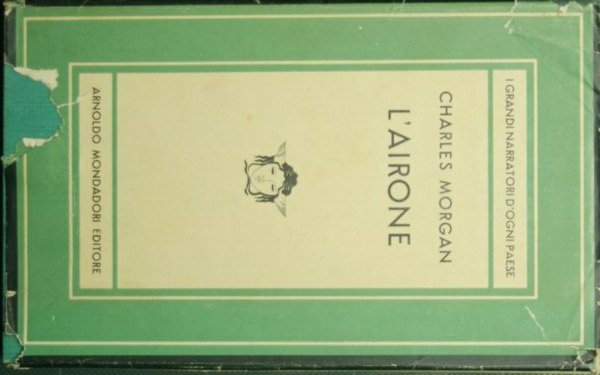 I GRANDI NARRATORI D'OGNI PAESE
CHARLES MORGAN
L'AIRONE
ARNOLDO MONDADORI EDITORE